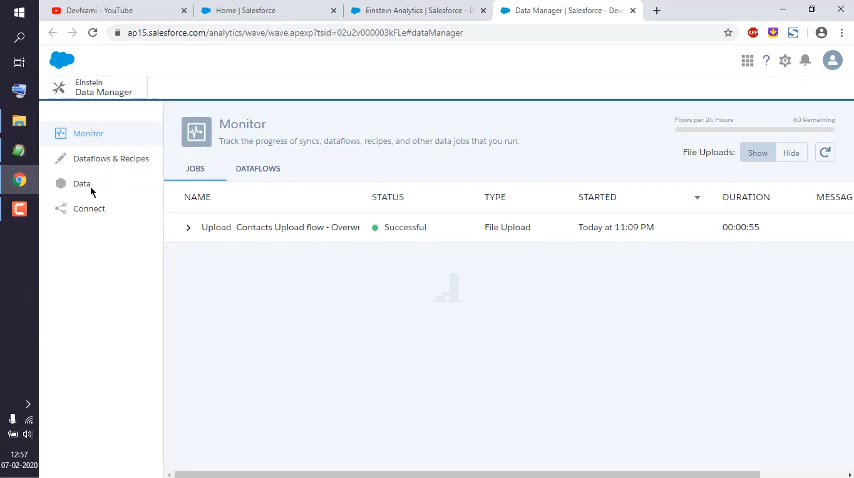 DevNami - YouTube
Home | Salesforce
Einstein Analytics | Salesforce - D
Data Manager | Salesforce - Dev
ap15.salesforce.com/analytics/wave/wave.apexp?tsid=02u2v000003kFLe#dataManager
Einstein
Data Manager
Monitor
Dataflows & Recipes
Data
Connect
Monitor
Track the progress of syncs, dataflows, recipes, and other data jobs that you run.
Flows per 24 Hours
60 Remaining
File Uploads: Show Hide
JOBS DATAFLOWS
NAME STATUS TYPE STARTED DURATION MESSAG
Upload Contacts Upload flow - Overwr Successful File Upload Today at 11:09 PM 00:00:55
12:57
07-02-2020